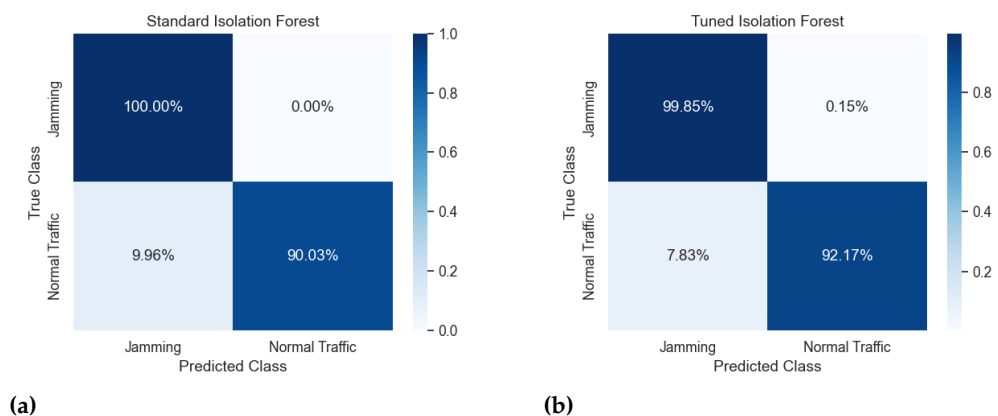 Standard Isolation Forest
True Class
Jamming
Normal Traffic
100.00%
0.00%
9.96%
90.03%
Jamming
Normal Traffic
Predicted Class
1.0
0.8
0.6
0.4
0.2
0.0
(a)
Tuned Isolation Forest
True Class
Jamming
Normal Traffic
99.85%
0.15%
7.83%
92.17%
Jamming
Normal Traffic
Predicted Class
0.8
0.6
0.4
0.2
(b)